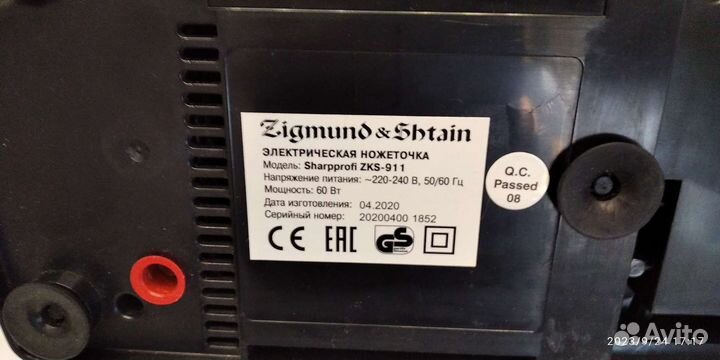 Zigmund & Shtain
ЭЛЕКТРИЧЕСКАЯ НОЖЕТОЧКА
Модель: Sharpprofi ZKS-911
Напряжение питания: ~220-240 В, 50/60 Гц
Мощность: 60 Вт
Дата изготовления: 04.2020
Серийный номер: 20200400 1852
CE EAC GS
Q.C.
Passed
08
2023/9/24 17:17
Avito